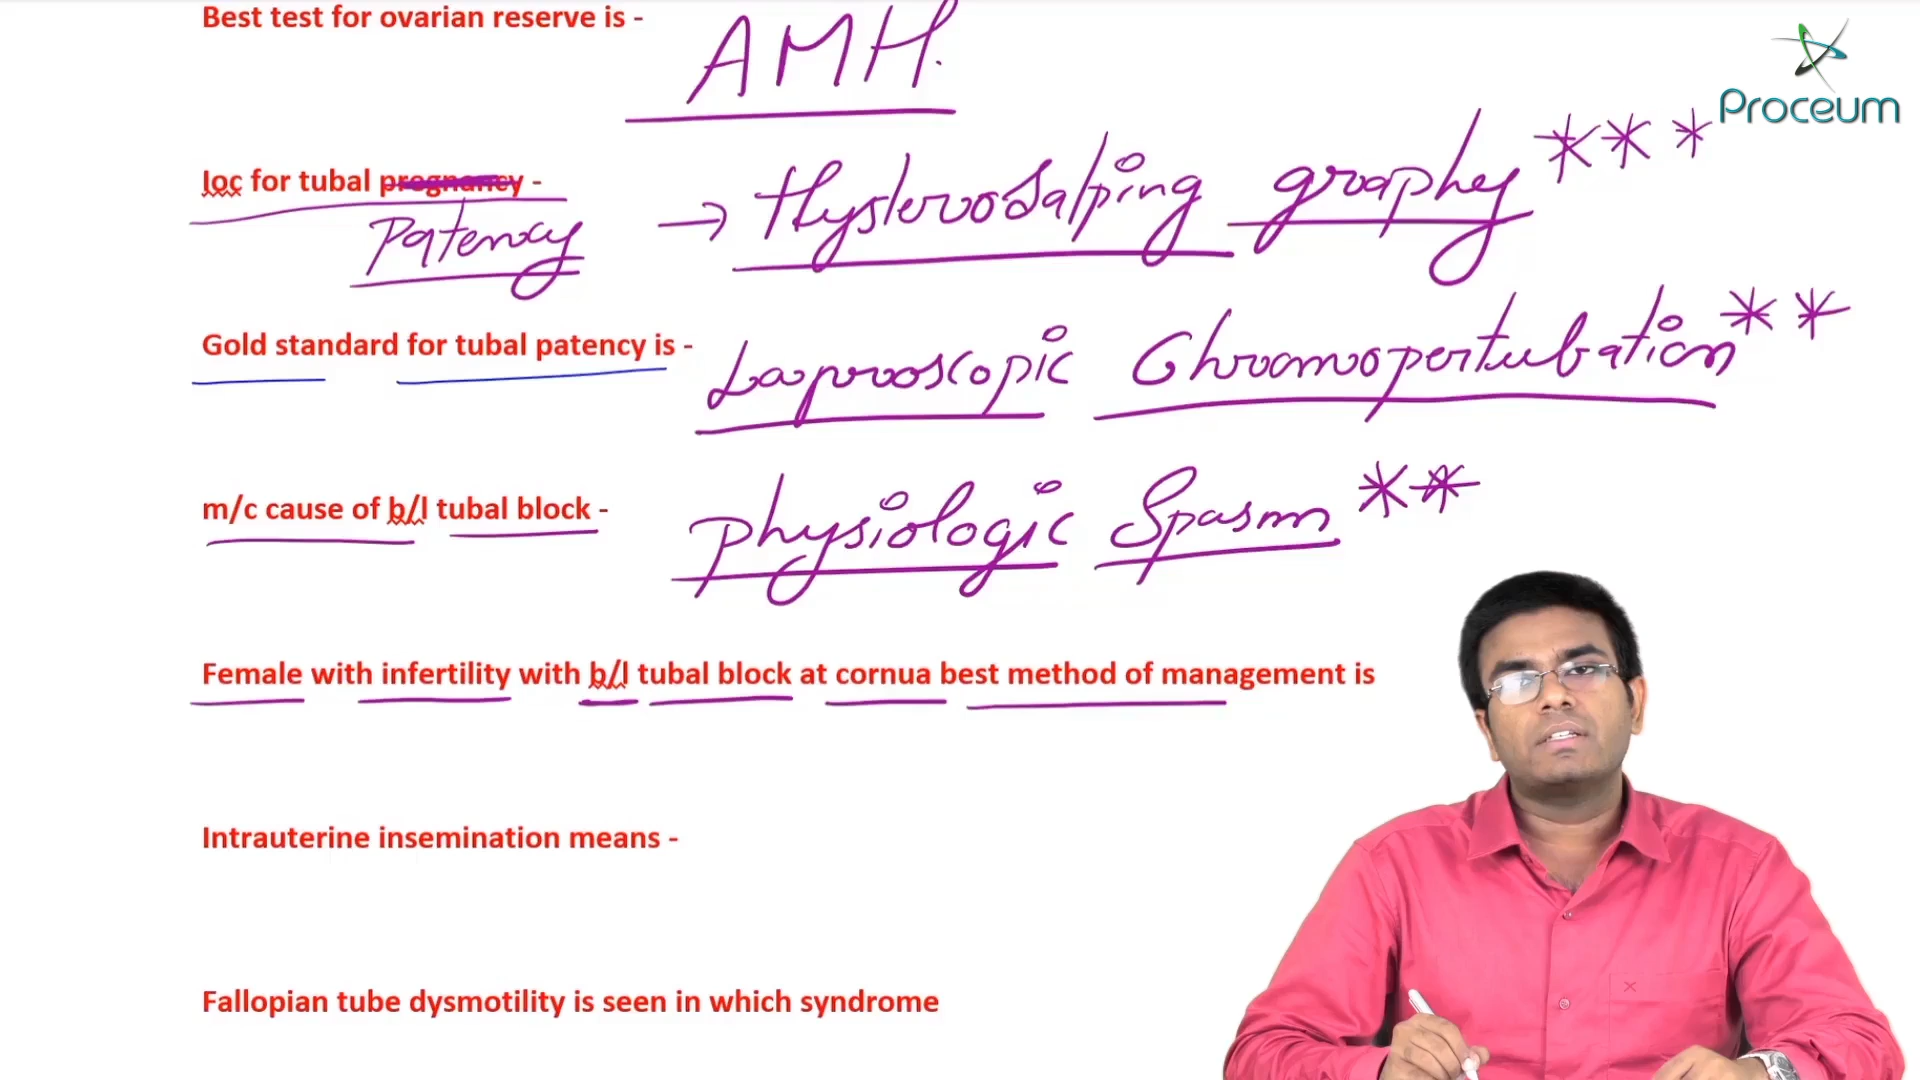 Best test for ovarian reserve is - AMH.
Proceum
Ioc for tubal pregnancy - → Hysterosalpingography ***
Patency
Gold standard for tubal patency is - Laproscopic Chromopertubation **
m/c cause of b/l tubal block - physiologic Spasm **
Female with infertility with b/l tubal block at cornua best method of management is
Intrauterine insemination means -
Fallopian tube dysmotility is seen in which syndrome